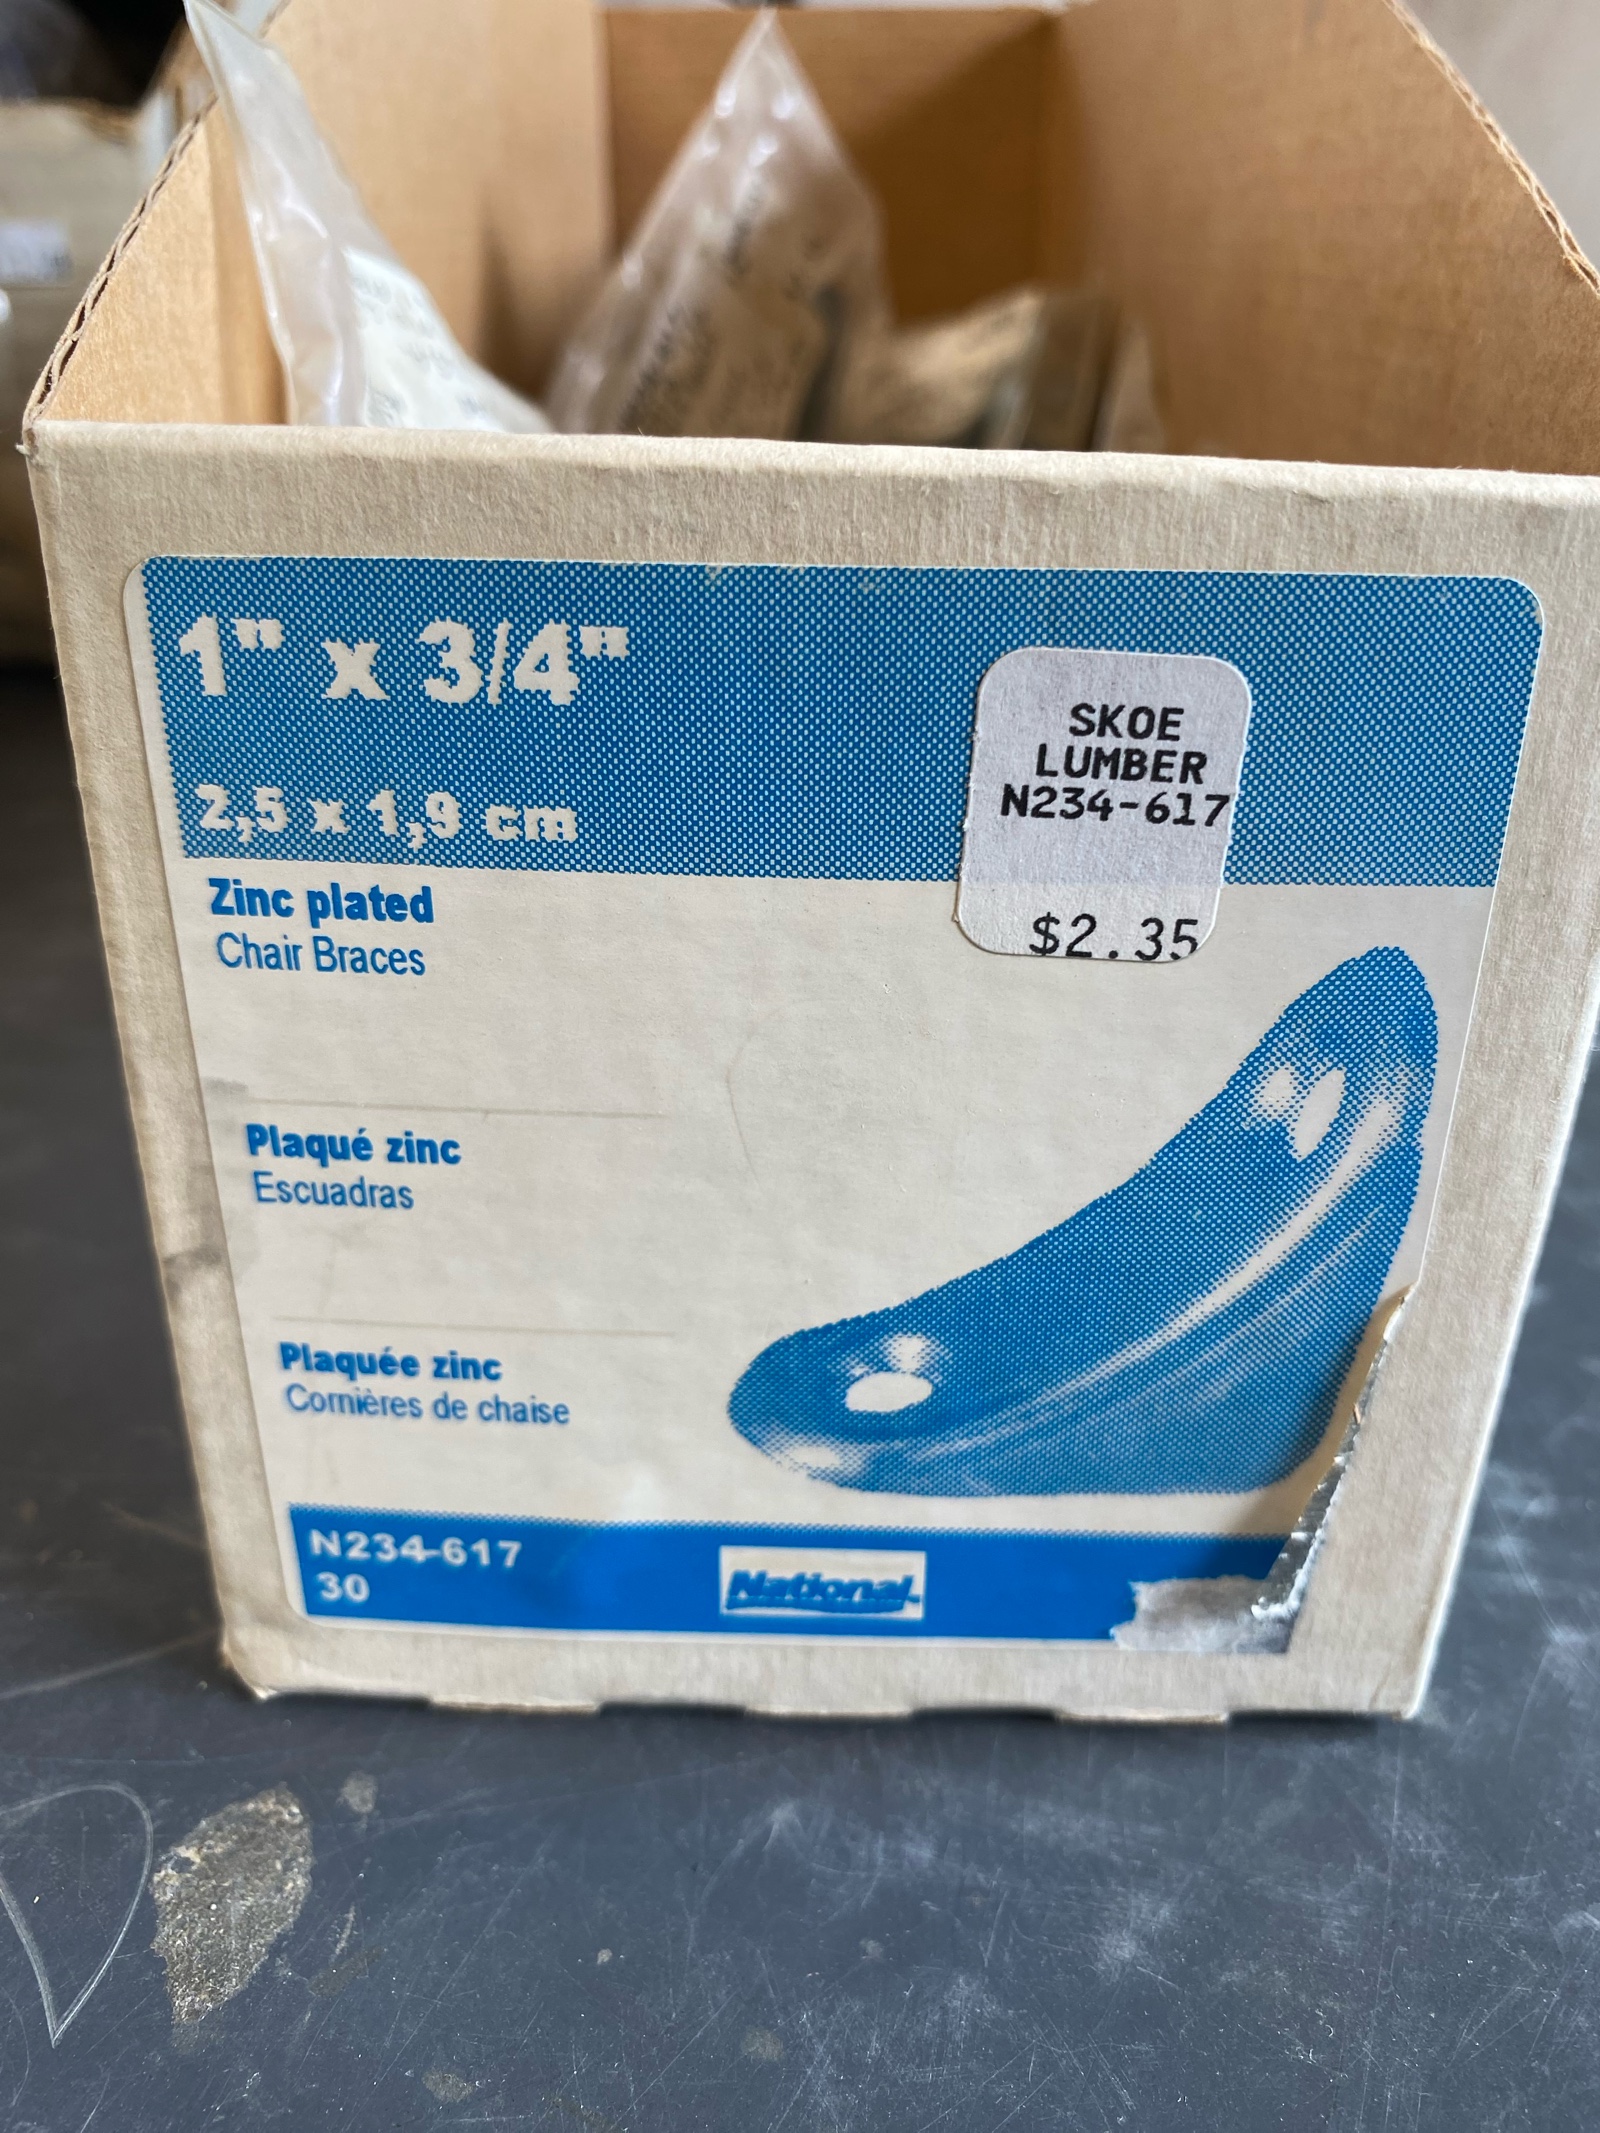 1" x 3/4"
2,5 x 1,9 cm
SKOE
LUMBER
N234-617
$2.35
Zinc plated
Chair Braces
Plaqué zinc
Escuadras
Plaquée zinc
Cornières de chaise
N234-617
30
National